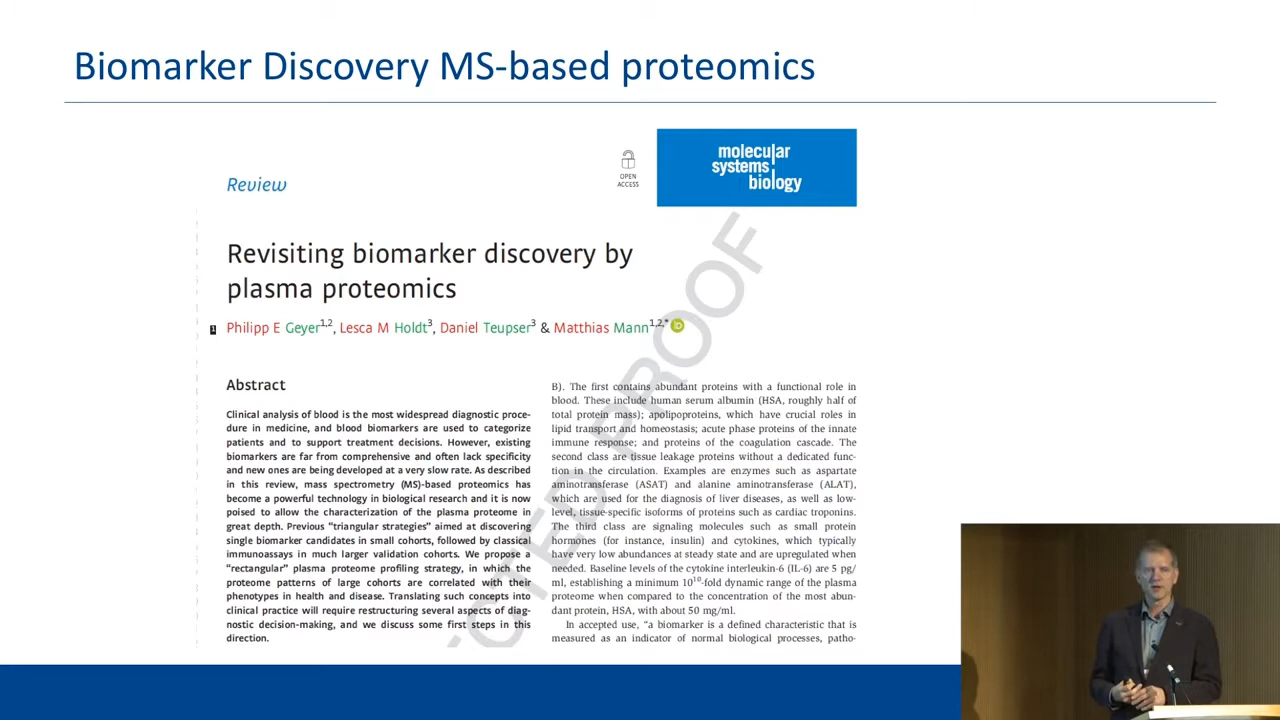 Biomarker Discovery MS-based proteomics
OPEN
ACCESS
molecular
systems
biology
Review
Revisiting biomarker discovery by
plasma proteomics
1 Philipp E Geyer1,2, Lesca M Holdt3, Daniel Teupser3 & Matthias Mann1,2,* iD
Abstract
Clinical analysis of blood is the most widespread diagnostic proce-
dure in medicine, and blood biomarkers are used to categorize
patients and to support treatment decisions. However, existing
biomarkers are far from comprehensive and often lack specificity
and new ones are being developed at a very slow rate. As described
in this review, mass spectrometry (MS)-based proteomics has
become a powerful technology in biological research and it is now
poised to allow the characterization of the plasma proteome in
great depth. Previous “triangular strategies” aimed at discovering
single biomarker candidates in small cohorts, followed by classical
immunoassays in much larger validation cohorts. We propose a
“rectangular” plasma proteome profiling strategy, in which the
proteome patterns of large cohorts are correlated with their
phenotypes in health and disease. Translating such concepts into
clinical practice will require restructuring several aspects of diag-
nostic decision-making, and we discuss some first steps in this
direction.
B). The first contains abundant proteins with a functional role in
blood. These include human serum albumin (HSA, roughly half of
total protein mass); apolipoproteins, which have crucial roles in
lipid transport and homeostasis; acute phase proteins of the innate
immune response; and proteins of the coagulation cascade. The
second class are tissue leakage proteins without a dedicated func-
tion in the circulation. Examples are enzymes such as aspartate
aminotransferase (ASAT) and alanine aminotransferase (ALAT),
which are used for the diagnosis of liver diseases, as well as low-
level, tissue-specific isoforms of proteins such as cardiac troponins.
The third class are signaling molecules such as small protein
hormones (for instance, insulin) and cytokines, which typically
have very low abundances at steady state and are upregulated when
needed. Baseline levels of the cytokine interleukin-6 (IL-6) are 5 pg/
ml, establishing a minimum 10^10-fold dynamic range of the plasma
proteome when compared to the concentration of the most abun-
dant protein, HSA, with about 50 mg/ml.
In accepted use, “a biomarker is a defined characteristic that is
measured as an indicator of normal biological processes, patho-
PROOF